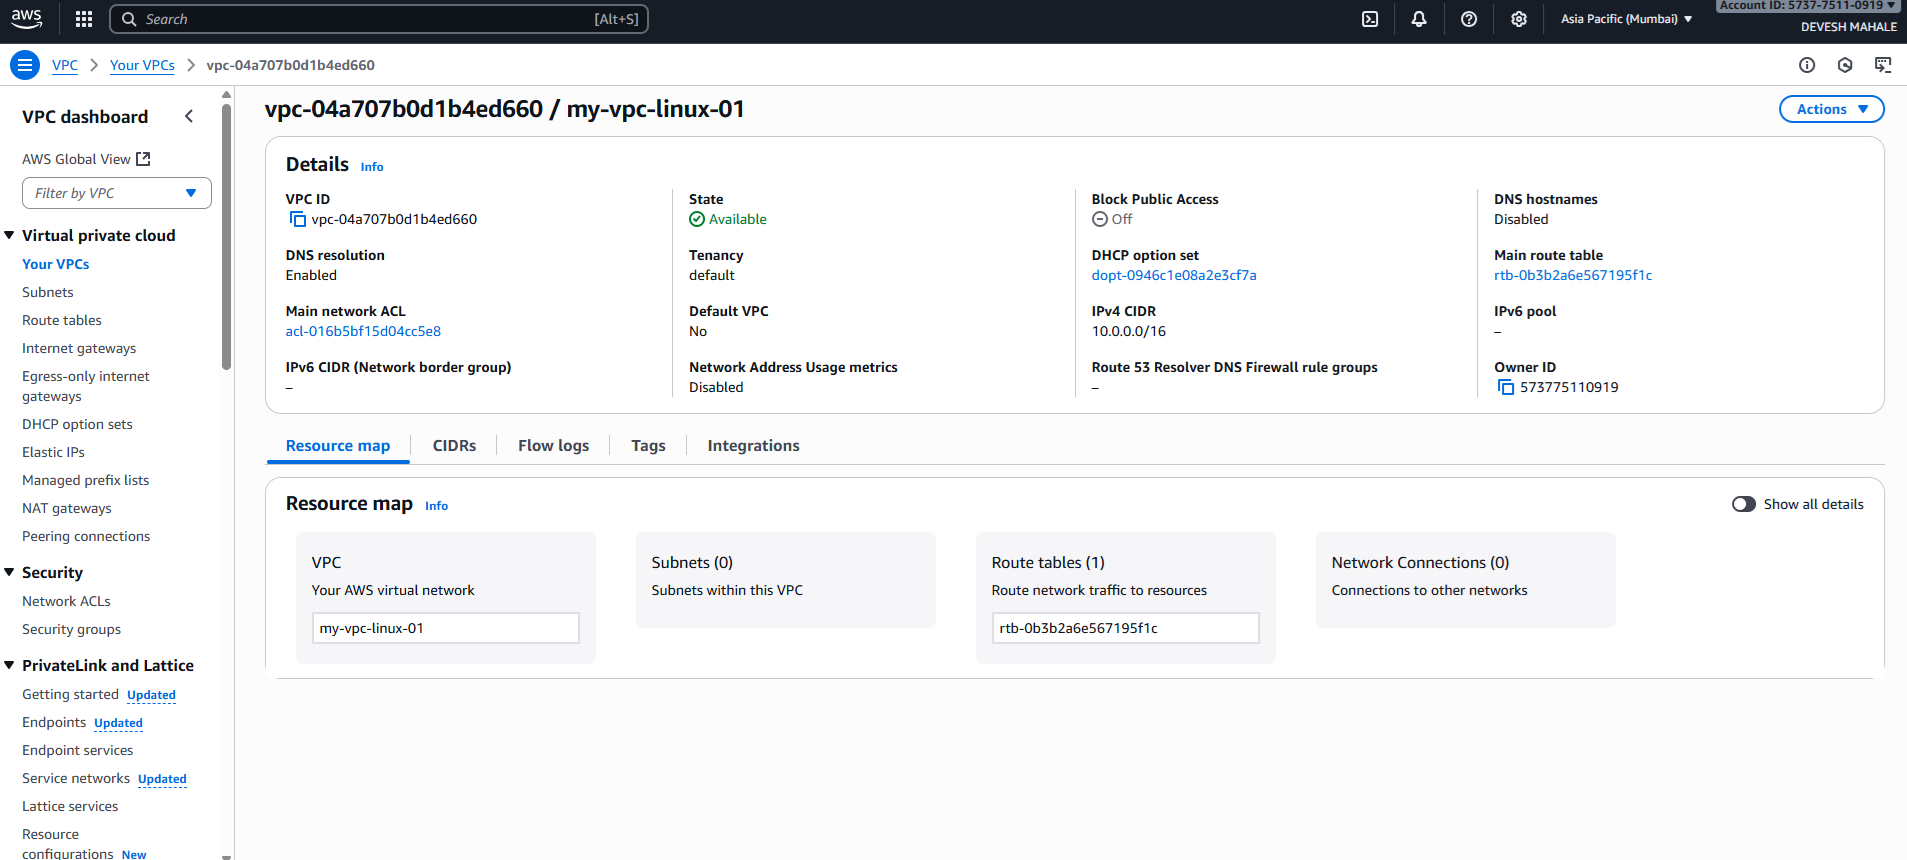 aws
Search
[Alt+S]
Asia Pacific (Mumbai)
Account ID: 5737-7511-0919
DEVESH MAHALE
VPC
Your VPCs
vpc-04a707b0d1b4ed660
VPC dashboard
AWS Global View
Filter by VPC
Virtual private cloud
Your VPCs
Subnets
Route tables
Internet gateways
Egress-only internet
gateways
DHCP option sets
Elastic IPs
Managed prefix lists
NAT gateways
Peering connections
Security
Network ACLs
Security groups
PrivateLink and Lattice
Getting started Updated
Endpoints Updated
Endpoint services
Service networks Updated
Lattice services
Resource
configurations New
vpc-04a707b0d1b4ed660 / my-vpc-linux-01
Actions
Details Info
VPC ID
vpc-04a707b0d1b4ed660
State
Available
Block Public Access
Off
DNS hostnames
Disabled
DNS resolution
Enabled
Tenancy
default
DHCP option set
dopt-0946c1e08a2e3cf7a
Main route table
rtb-0b3b2a6e567195f1c
Main network ACL
acl-016b5bf15d04cc5e8
Default VPC
No
IPv4 CIDR
10.0.0.0/16
IPv6 pool
–
IPv6 CIDR (Network border group)
–
Network Address Usage metrics
Disabled
Route 53 Resolver DNS Firewall rule groups
–
Owner ID
573775110919
Resource map
CIDRs
Flow logs
Tags
Integrations
Resource map Info
Show all details
VPC
Your AWS virtual network
my-vpc-linux-01
Subnets (0)
Subnets within this VPC
Route tables (1)
Route network traffic to resources
rtb-0b3b2a6e567195f1c
Network Connections (0)
Connections to other networks